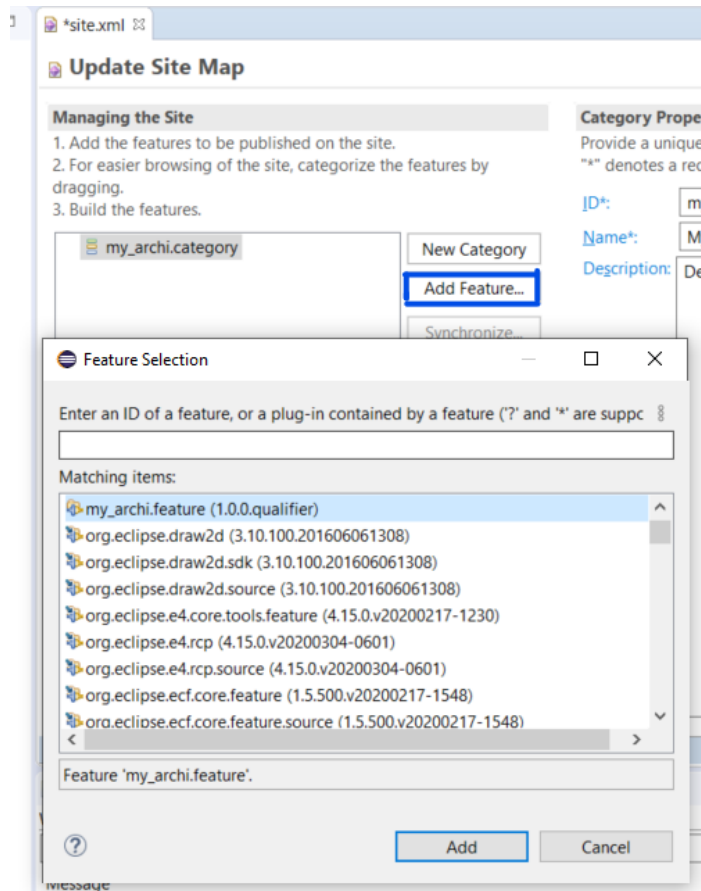 *site.xml
Update Site Map
Managing the Site
1. Add the features to be published on the site.
2. For easier browsing of the site, categorize the features by
dragging.
3. Build the features.
my_archi.category
New Category
Add Feature...
Synchronize...
Category Prope
Provide a unique
"*" denotes a rec
ID*:
m
Name*:
M
Description:
De
Feature Selection
Enter an ID of a feature, or a plug-in contained by a feature ('?' and '*' are suppc
Matching items:
my_archi.feature (1.0.0.qualifier)
org.eclipse.draw2d (3.10.100.201606061308)
org.eclipse.draw2d.sdk (3.10.100.201606061308)
org.eclipse.draw2d.source (3.10.100.201606061308)
org.eclipse.e4.core.tools.feature (4.15.0.v20200217-1230)
org.eclipse.e4.rcp (4.15.0.v20200304-0601)
org.eclipse.e4.rcp.source (4.15.0.v20200304-0601)
org.eclipse.ecf.core.feature (1.5.500.v20200217-1548)
org.eclipse.ecf.core.feature.source (1.5.500.v20200217-1548)
Feature 'my_archi.feature'.
Add
Cancel
Message